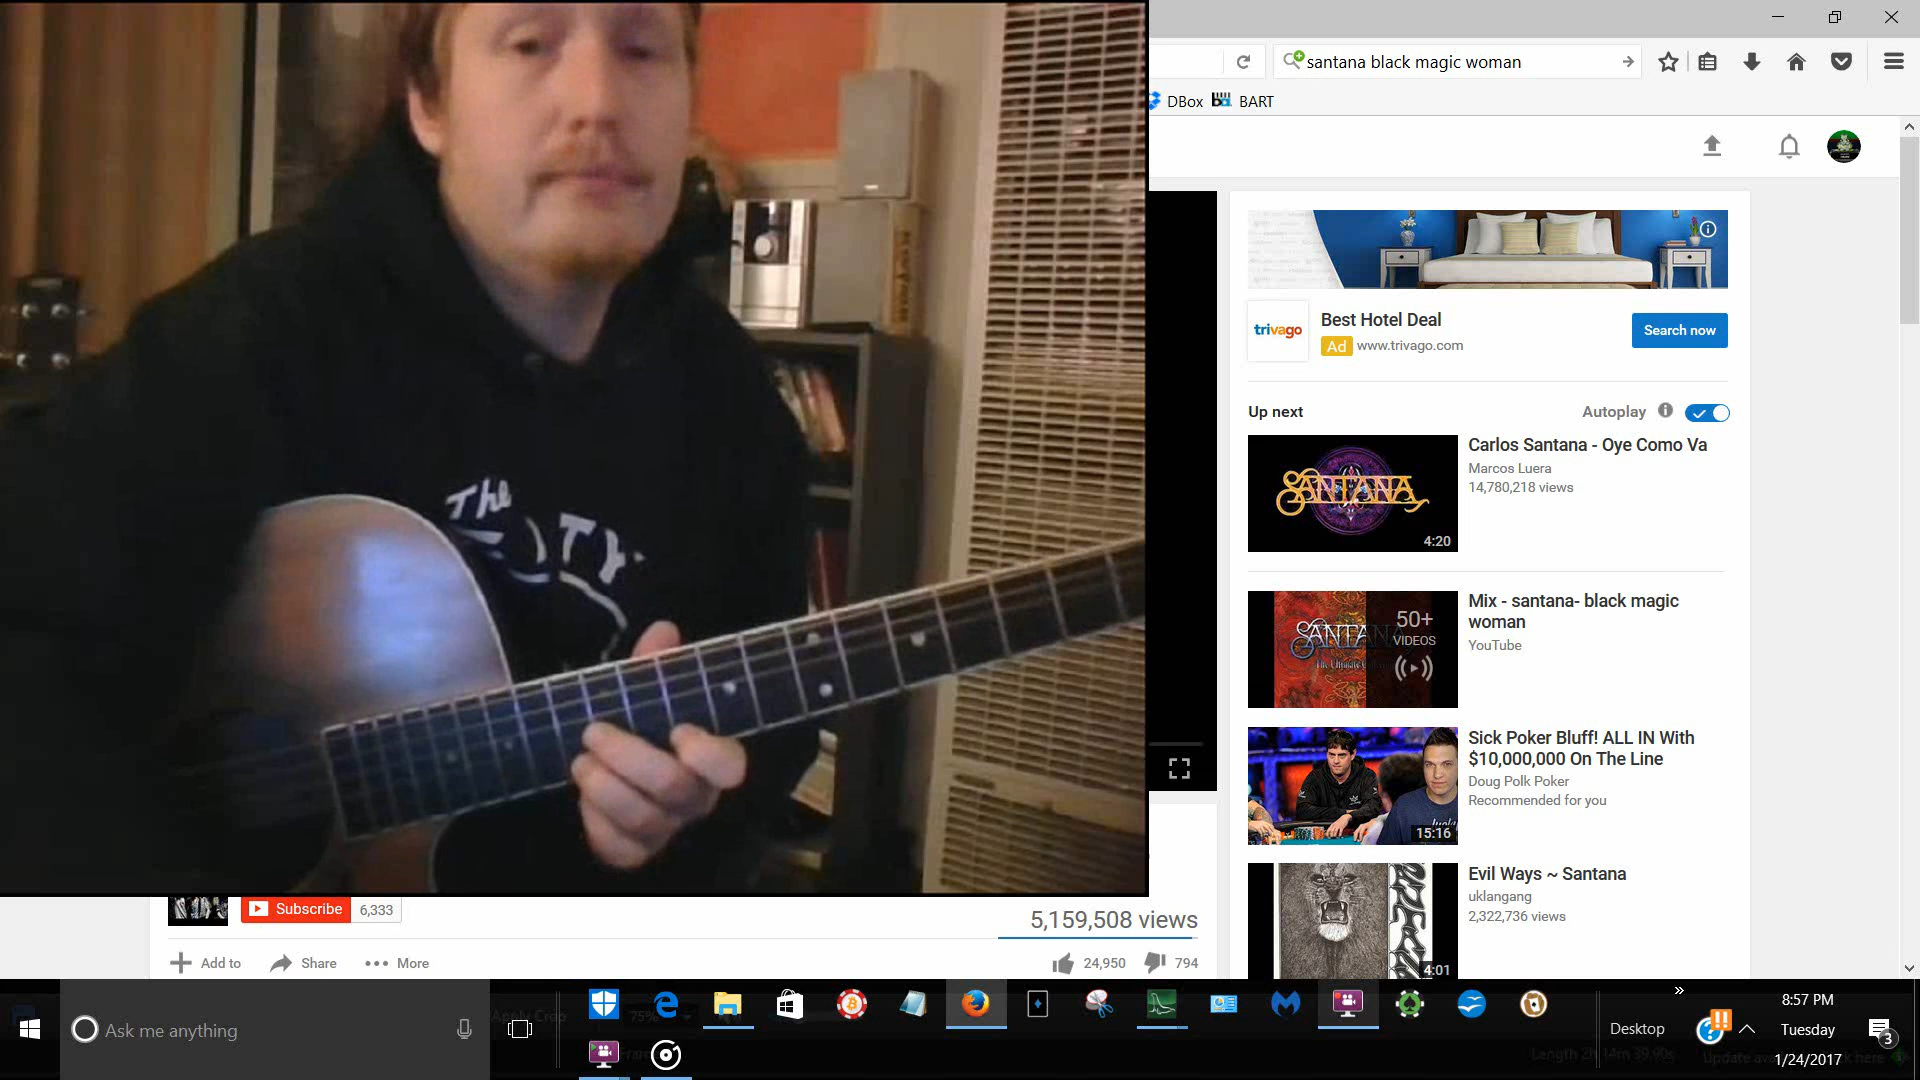 santana black magic woman
DBox
BART
trivago
Best Hotel Deal
Ad www.trivago.com
Search now
Up next
Autoplay
SANTANA
4:20
Carlos Santana - Oye Como Va
Marcos Luera
14,780,218 views
SANTANA
50+
VIDEOS
Mix - santana- black magic
woman
YouTube
15:16
Sick Poker Bluff! ALL IN With
$10,000,000 On The Line
Doug Polk Poker
Recommended for you
4:01
Evil Ways ~ Santana
uklangang
2,322,736 views
The
Subscribe 6,333
5,159,508 views
Add to
Share
More
24,950
794
Ask me anything
75%
Desktop
8:57 PM
Tuesday
1/24/2017
3